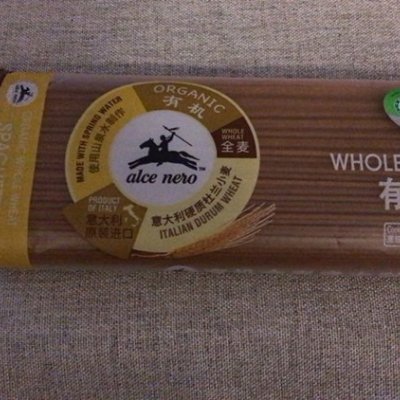 ORGANIC
有机
MADE WITH SPRING WATER
使用山泉水制作
WHOLE WHEAT
全麦
alce nero
PRODUCT OF ITALY
意大利
原装进口
意大利硬质杜兰小麦
ITALIAN DURUM WHEAT
WHOLE
有